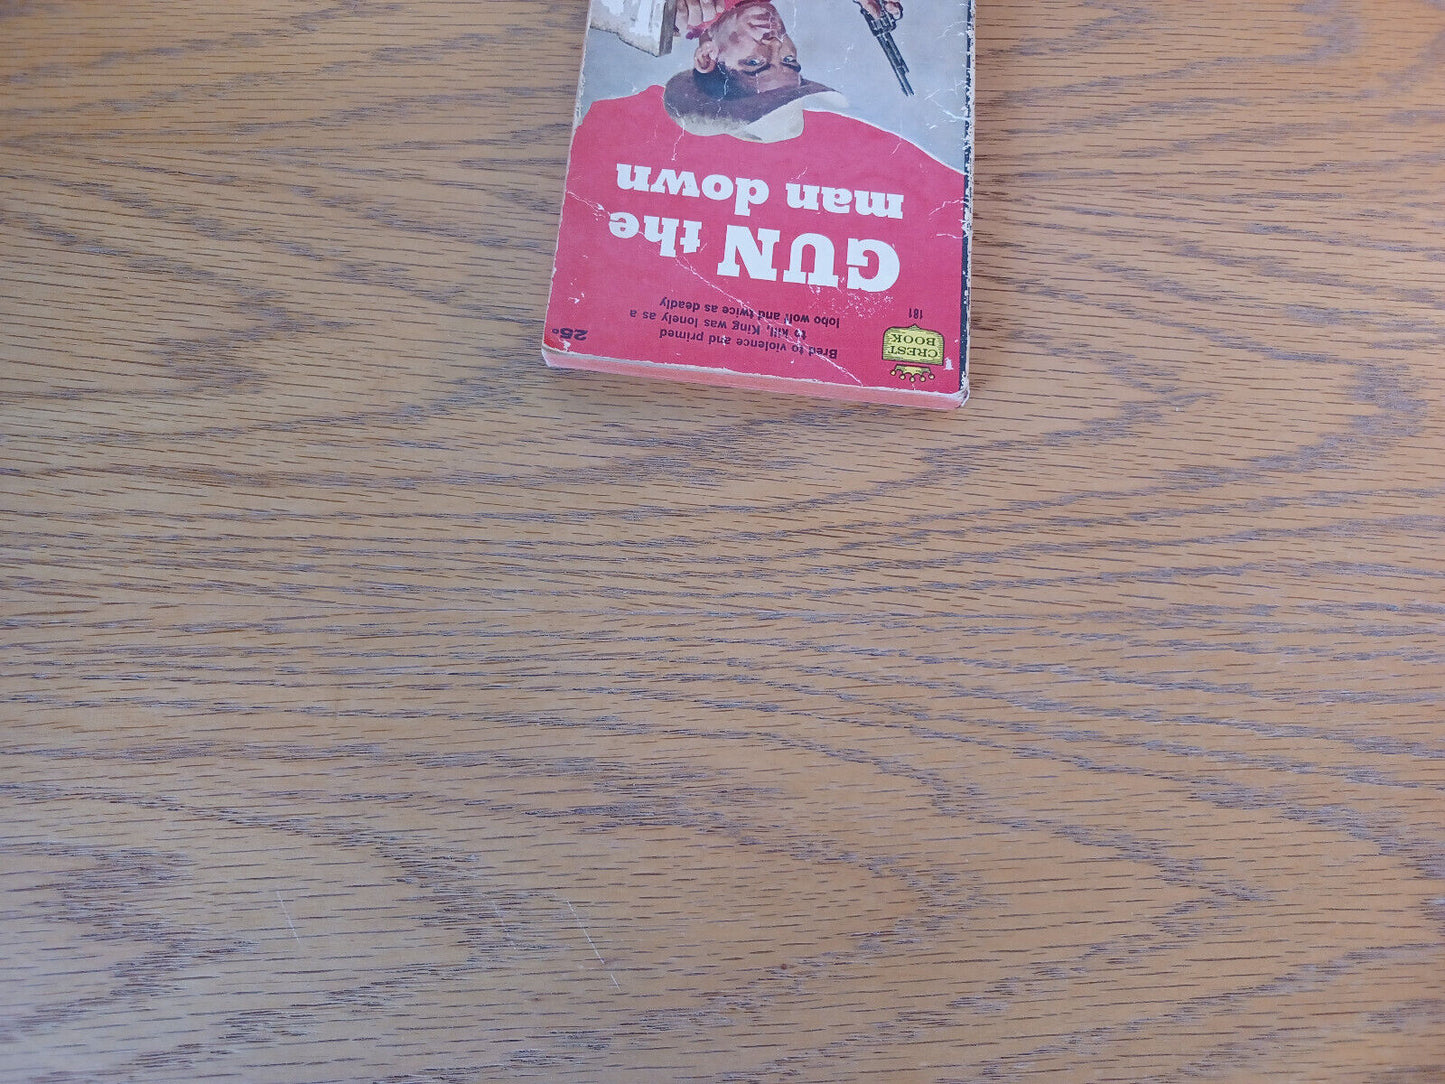 CREST
BOOK
181
25¢
Bred to violence and primed
to kill, King was lonely as a
lobo wolf and twice as deadly
GUN the
man down